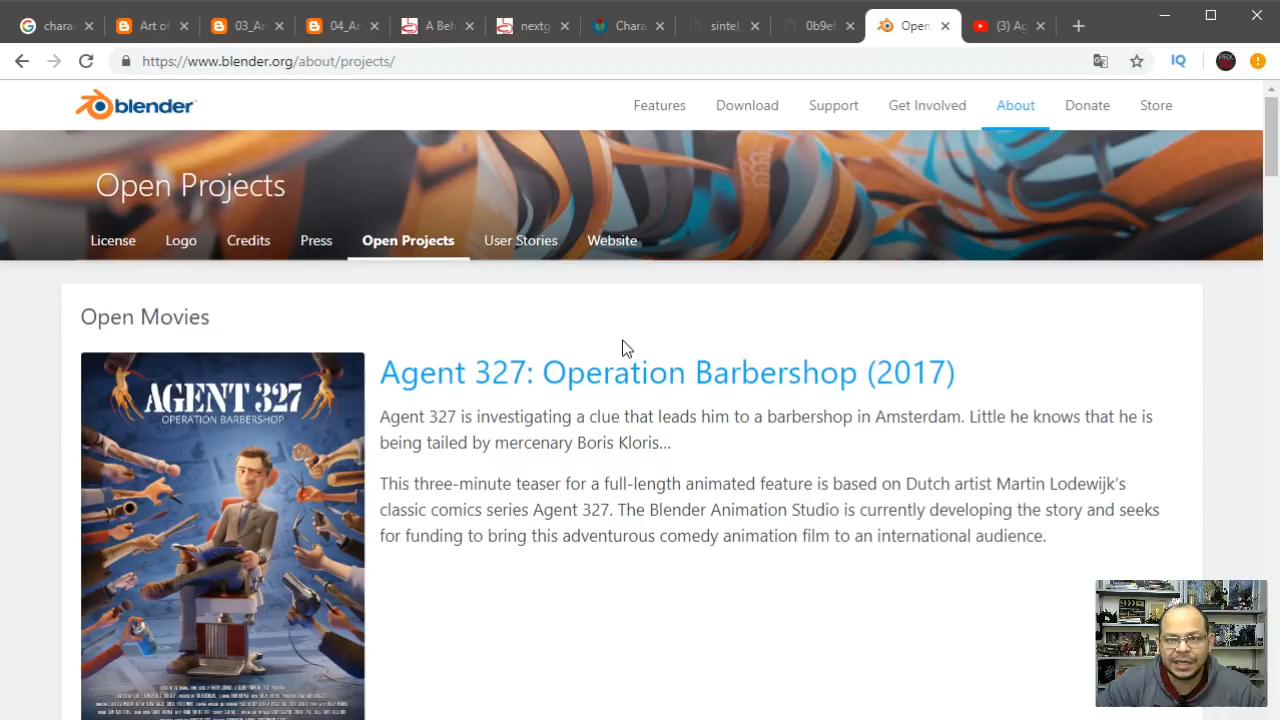 charac
Art of
03_Ar
04_Ar
A Beh
nextg
Chara
sintel
0b9ef
Open
(3) Ag
https://www.blender.org/about/projects/
IQ
PRX
blender
Features
Download
Support
Get Involved
About
Donate
Store
Open Projects
License
Logo
Credits
Press
Open Projects
User Stories
Website
Open Movies
AGENT 327
OPERATION BARBERSHOP
Agent 327: Operation Barbershop (2017)
Agent 327 is investigating a clue that leads him to a barbershop in Amsterdam. Little he knows that he is
being tailed by mercenary Boris Kloris...
This three-minute teaser for a full-length animated feature is based on Dutch artist Martin Lodewijk's
classic comics series Agent 327. The Blender Animation Studio is currently developing the story and seeks
for funding to bring this adventurous comedy animation film to an international audience.